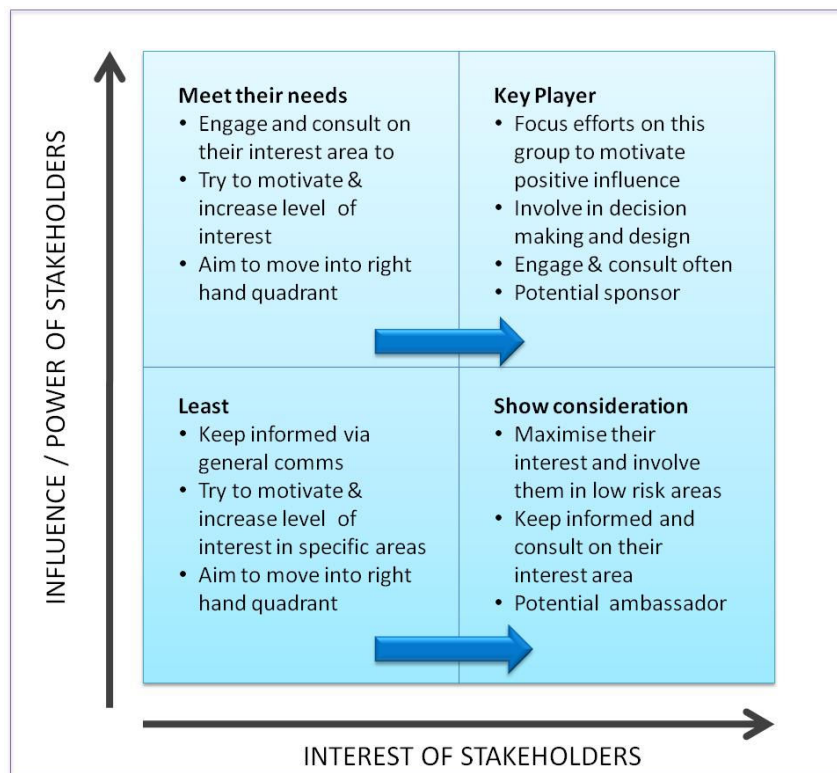 INFLUENCE / POWER OF STAKEHOLDERS
Meet their needs
• Engage and consult on
their interest area to
• Try to motivate &
increase level of
interest
• Aim to move into right
hand quadrant
Key Player
• Focus efforts on this
group to motivate
positive influence
• Involve in decision
making and design
• Engage & consult often
• Potential sponsor
Least
• Keep informed via
general comms
• Try to motivate &
increase level of
interest in specific areas
• Aim to move into right
hand quadrant
Show consideration
• Maximise their
interest and involve
them in low risk areas
• Keep informed and
consult on their
interest area
• Potential ambassador
INTEREST OF STAKEHOLDERS